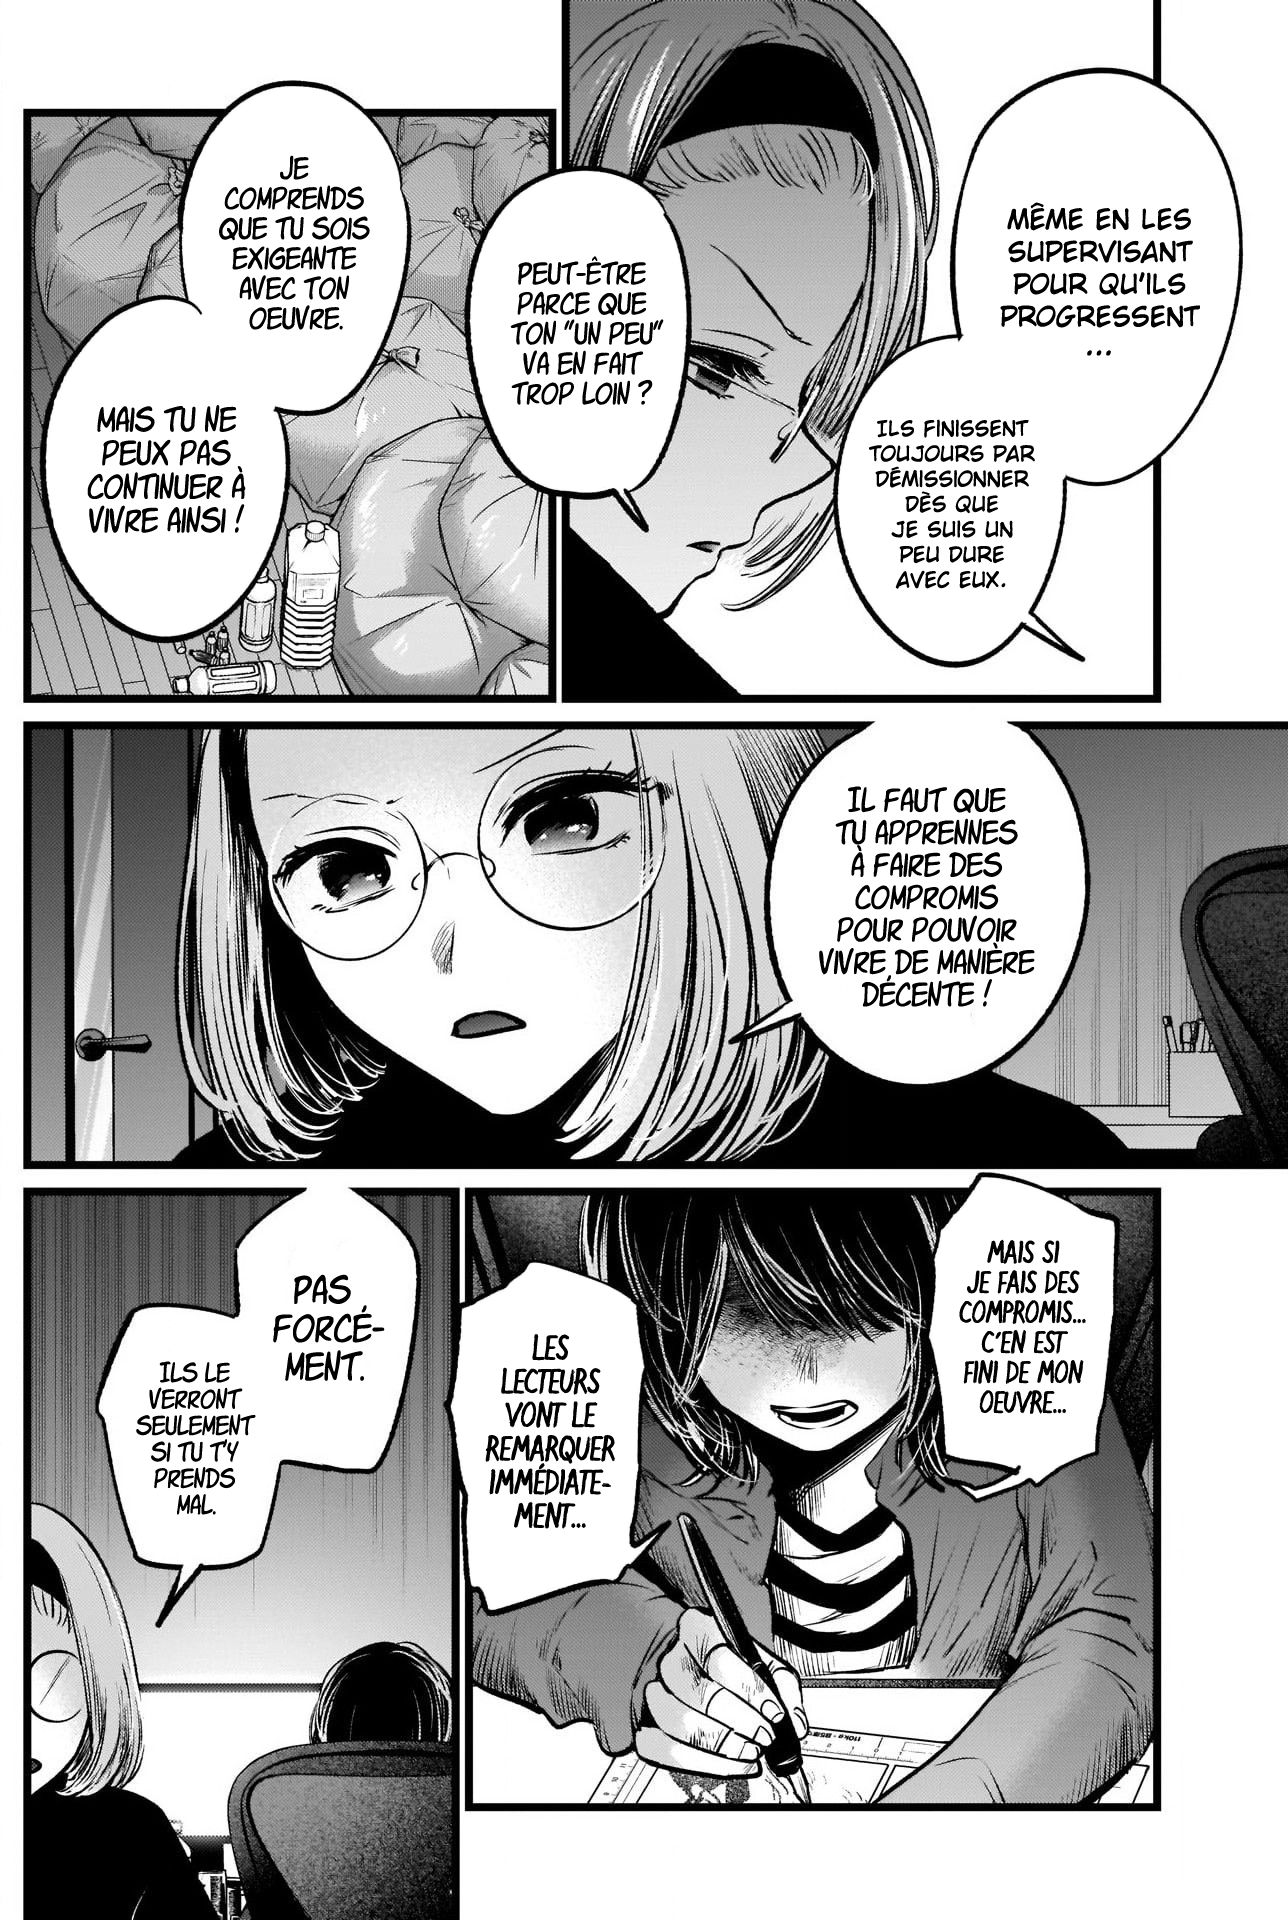 MÊME EN LES
SUPERVISANT
POUR QU'ILS
PROGRESSENT
...
ILS FINISSENT
TOUJOURS PAR
DÉMISSIONNER
DÈS QUE
JE SUIS UN
PEU DURE
AVEC EUX.
PEUT-ÊTRE
PARCE QUE
TON "UN PEU"
VA EN FAIT
TROP LOIN ?
JE
COMPRENDS
QUE TU SOIS
EXIGEANTE
AVEC TON
OEUVRE.
MAIS TU NE
PEUX PAS
CONTINUER À
VIVRE AINSI !
IL FAUT QUE
TU APPRENNES
À FAIRE DES
COMPROMIS
POUR POUVOIR
VIVRE DE MANIÈRE
DÉCENTE !
MAIS SI
JE FAIS DES
COMPROMIS...
C'EN EST
FINI DE MON
OEUVRE...
LES
LECTEURS
VONT LE
REMARQUER
IMMÉDIATE-
MENT...
PAS
FORCÉ-
MENT.
ILS LE
VERRONT
SEULEMENT
SI TU T'Y
PRENDS
MAL.